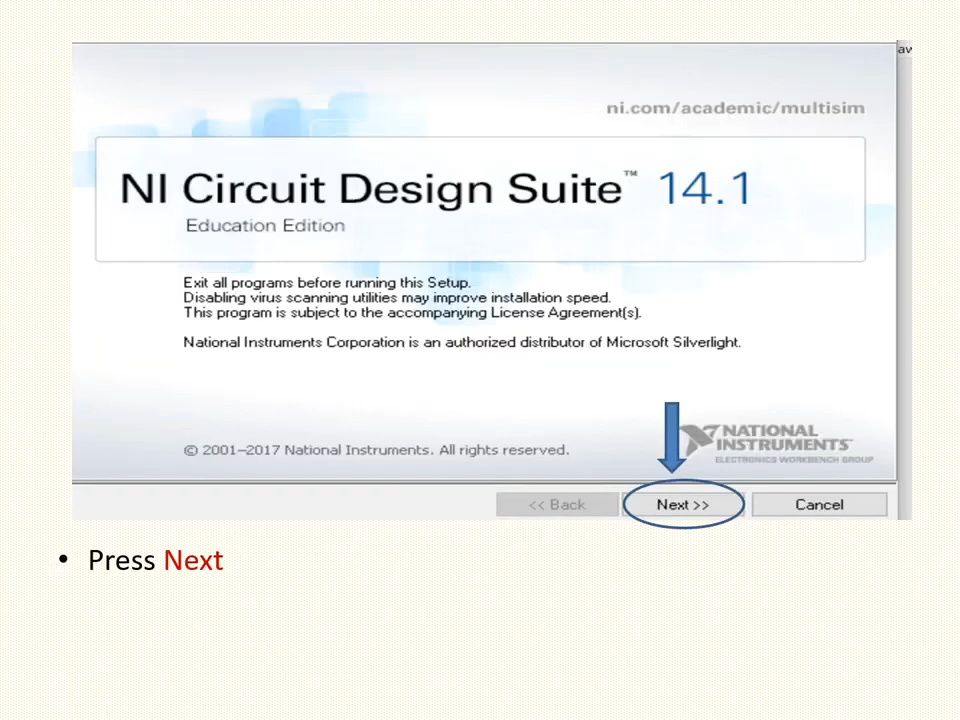 aw
ni.com/academic/multisim
NI Circuit Design Suite™ 14.1
Education Edition
Exit all programs before running this Setup.
Disabling virus scanning utilities may improve installation speed.
This program is subject to the accompanying License Agreement(s).
National Instruments Corporation is an authorized distributor of Microsoft Silverlight.
NATIONAL
INSTRUMENTS™
ELECTRONICS WORKBENCH GROUP
© 2001–2017 National Instruments. All rights reserved.
<< Back Next >> Cancel
• Press Next